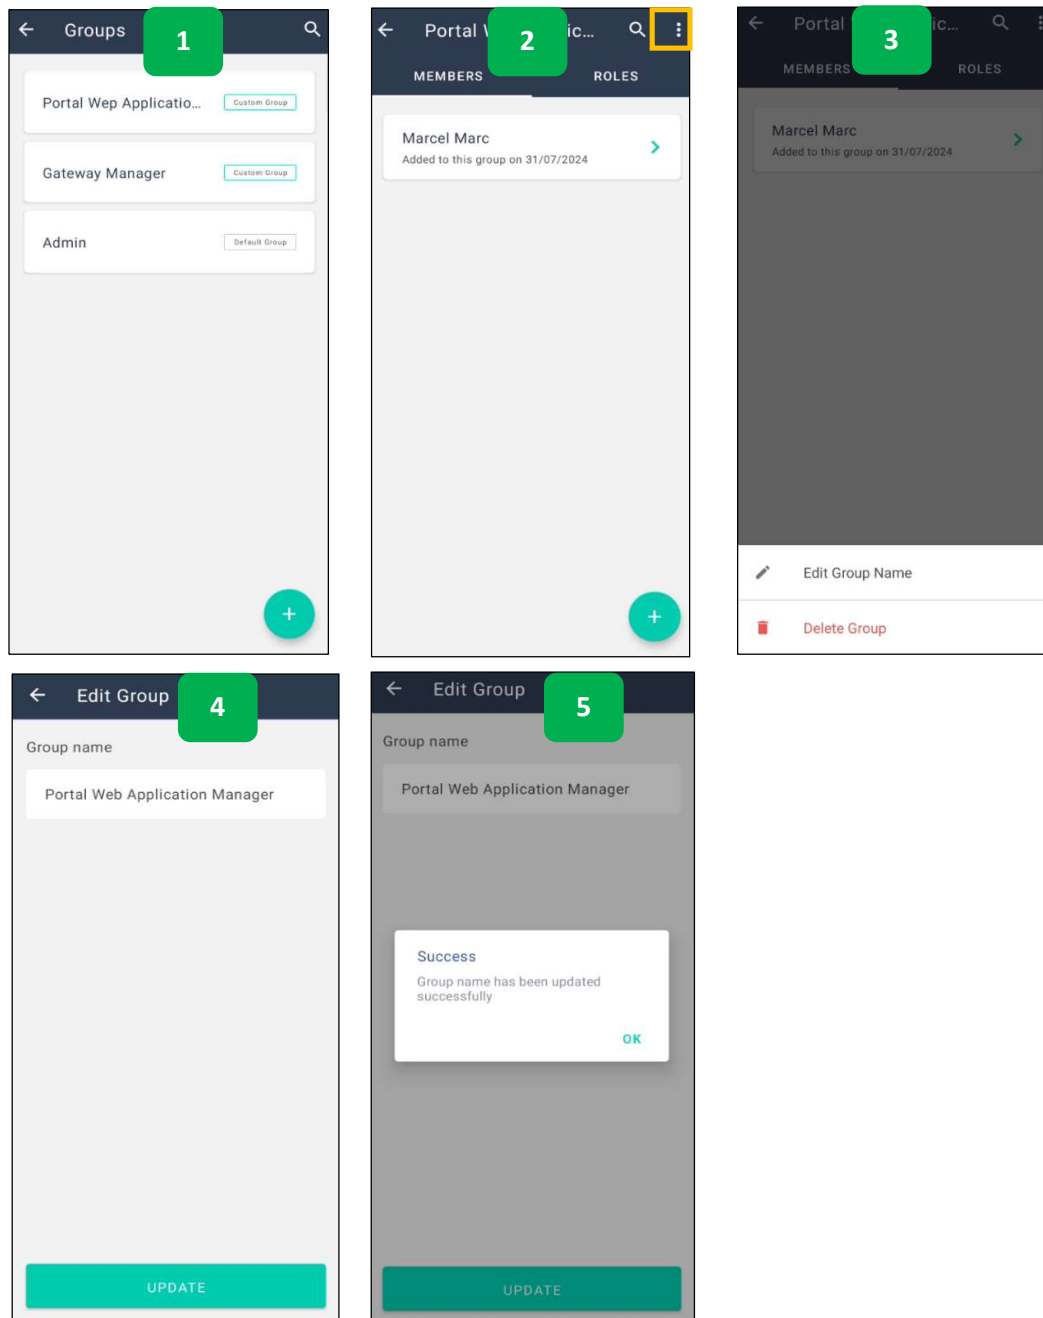 Groups
1
Portal Wep Applicatio...
Custom Group
Gateway Manager
Custom Group
Admin
Default Group
+
Portal W
2
ic...
MEMBERS
ROLES
Marcel Marc
Added to this group on 31/07/2024
+
Portal
3
ic...
MEMBERS
ROLES
Marcel Marc
Added to this group on 31/07/2024
Edit Group Name
Delete Group
Edit Group
4
Group name
Portal Web Application Manager
UPDATE
Edit Group
5
Group name
Portal Web Application Manager
Success
Group name has been updated
successfully
OK
UPDATE